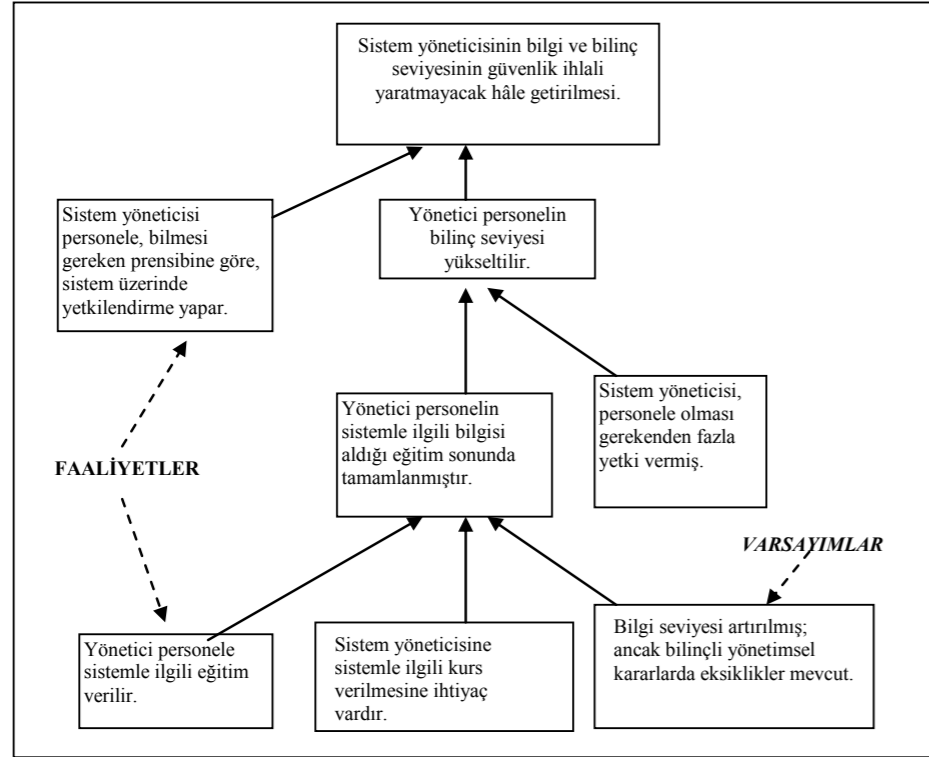 Sistem yöneticisinin bilgi ve bilinç
seviyesinin güvenlik ihlali
yaratmayacak hâle getirilmesi.
Sistem yöneticisi
personele, bilmesi
gereken prensibine göre,
sistem üzerinde
yetkilendirme yapar.
Yönetici personelin
bilinç seviyesi
yükseltilir.
Yönetici personelin
sistemle ilgili bilgisi
aldığı eğitim sonunda
tamamlanmıştır.
Sistem yöneticisi,
personele olması
gerekenden fazla
yetki vermiş.
FAALİYETLER
VARSAYIMLAR
Yönetici personele
sistemle ilgili eğitim
verilir.
Sistem yöneticisine
sistemle ilgili kurs
verilmesine ihtiyaç
vardır.
Bilgi seviyesi artırılmış;
ancak bilinçli yönetimsel
kararlarda eksiklikler mevcut.